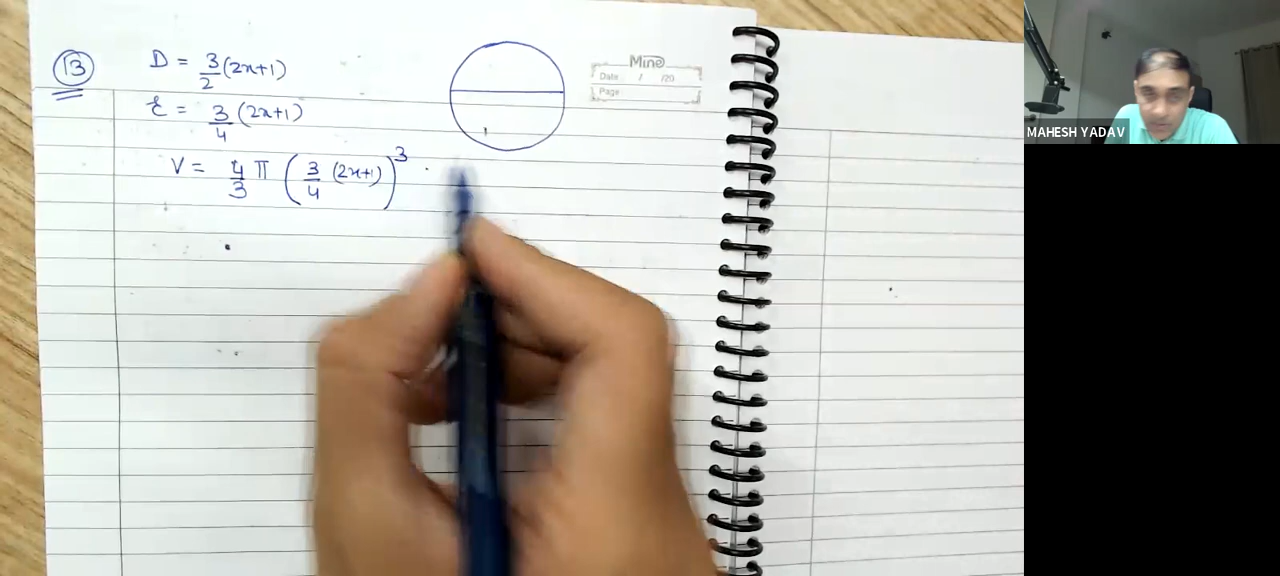 13
D = 3/2 (2x+1)
r = 3/4 (2x+1)
V = 4/3 π (3/4 (2x+1))^3
Mine
Date / /20
Page
MAHESH YADAV